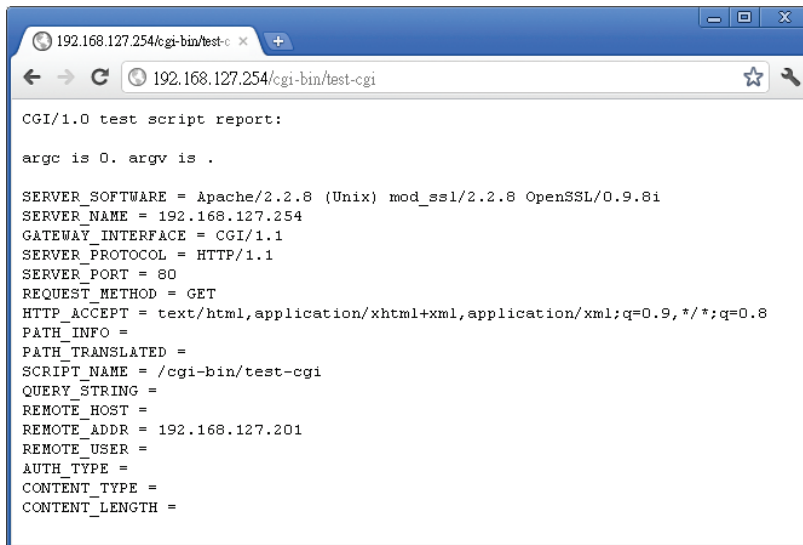 192.168.127.254/cgi-bin/test-c
192.168.127.254/cgi-bin/test-cgi
CGI/1.0 test script report:
argc is 0. argv is .
SERVER_SOFTWARE = Apache/2.2.8 (Unix) mod_ssl/2.2.8 OpenSSL/0.9.8i
SERVER_NAME = 192.168.127.254
GATEWAY_INTERFACE = CGI/1.1
SERVER_PROTOCOL = HTTP/1.1
SERVER_PORT = 80
REQUEST_METHOD = GET
HTTP_ACCEPT = text/html,application/xhtml+xml,application/xml;q=0.9,*/*;q=0.8
PATH_INFO =
PATH_TRANSLATED =
SCRIPT_NAME = /cgi-bin/test-cgi
QUERY_STRING =
REMOTE_HOST =
REMOTE_ADDR = 192.168.127.201
REMOTE_USER =
AUTH_TYPE =
CONTENT_TYPE =
CONTENT_LENGTH =